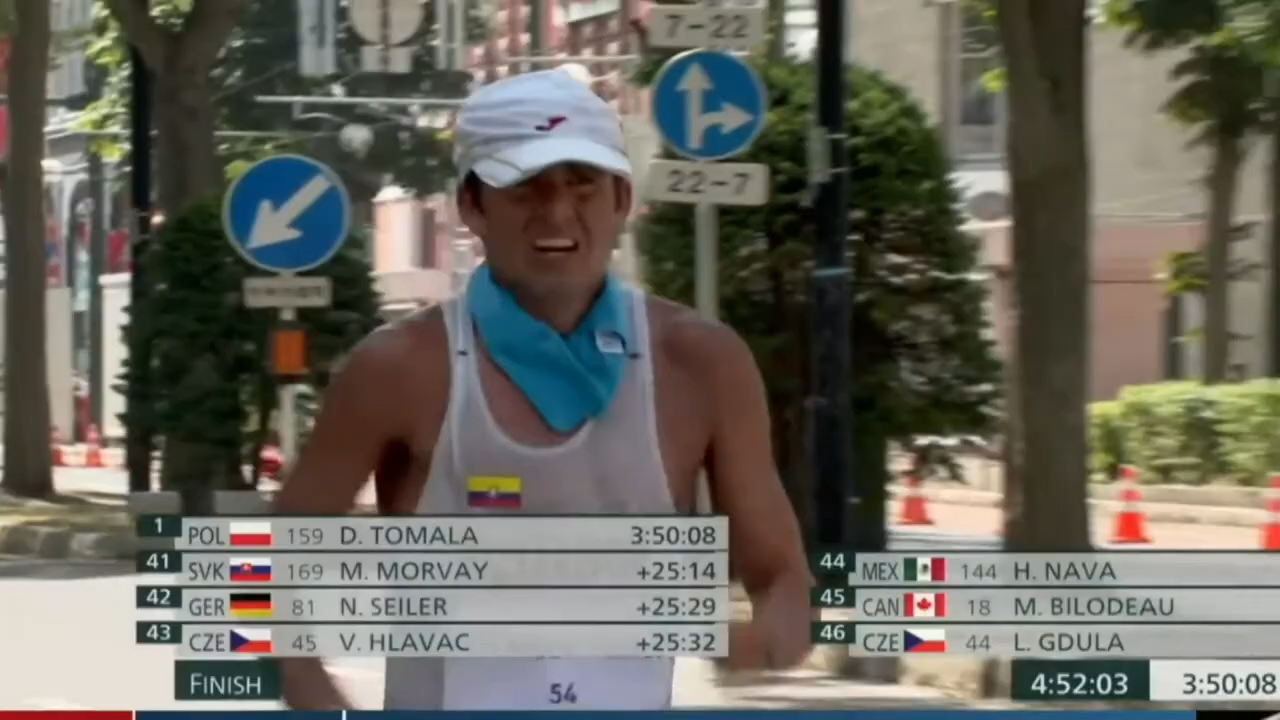 7-22
22-7
1 POL 159 D. TOMALA 3:50:08
41 SVK 169 M. MORVAY +25:14
42 GER 81 N. SEILER +25:29
43 CZE 45 V. HLAVAC +25:32
44 MEX 144 H. NAVA
45 CAN 18 M. BILODEAU
46 CZE 44 L. GDULA
FINISH
4:52:03 3:50:08
54